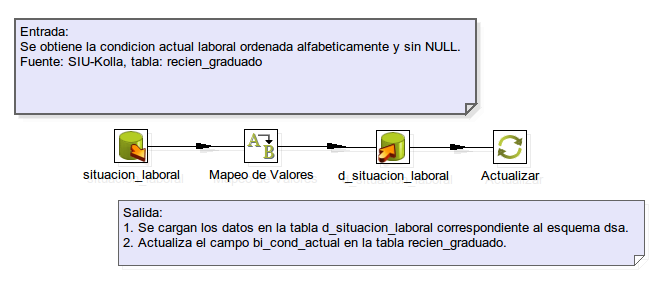 Entrada:
Se obtiene la condicion actual laboral ordenada alfabeticamente y sin NULL.
Fuente: SIU-Kolla, tabla: recien_graduado
A
B
situacion_laboral
Mapeo de Valores
d_situacion_laboral
Actualizar
Salida:
1. Se cargan los datos en la tabla d_situacion_laboral correspondiente al esquema dsa.
2. Actualiza el campo bi_cond_actual en la tabla recien_graduado.